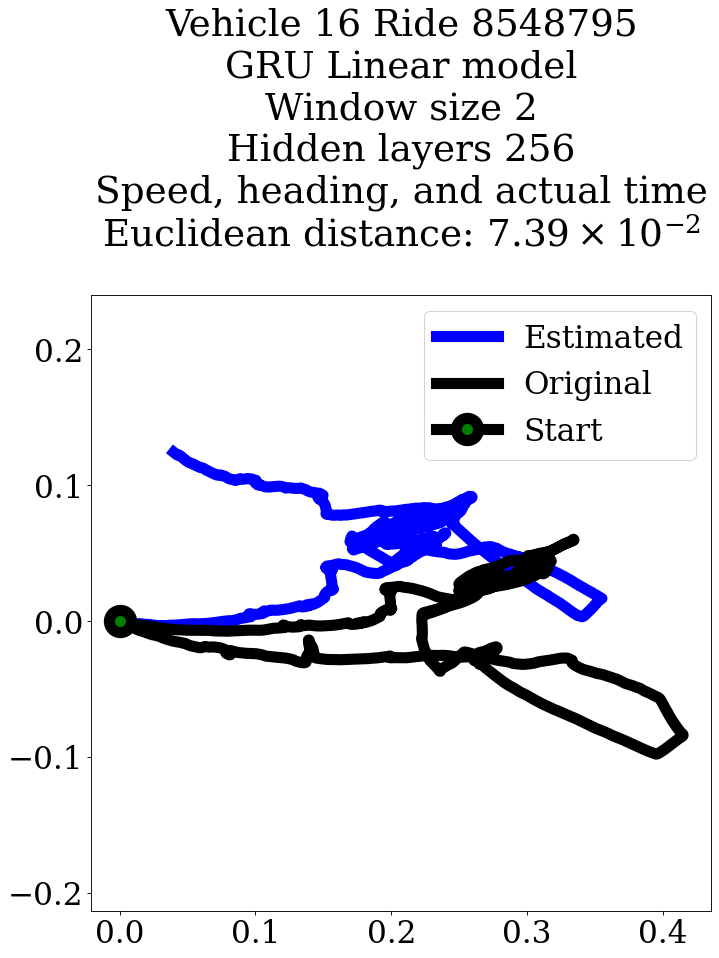 Vehicle 16 Ride 8548795
GRU Linear model
Window size 2
Hidden layers 256
Speed, heading, and actual time
Euclidean distance: 7.39 × 10⁻²
Estimated
Original
Start
0.2
0.1
0.0
−0.1
−0.2
0.0 0.1 0.2 0.3 0.4